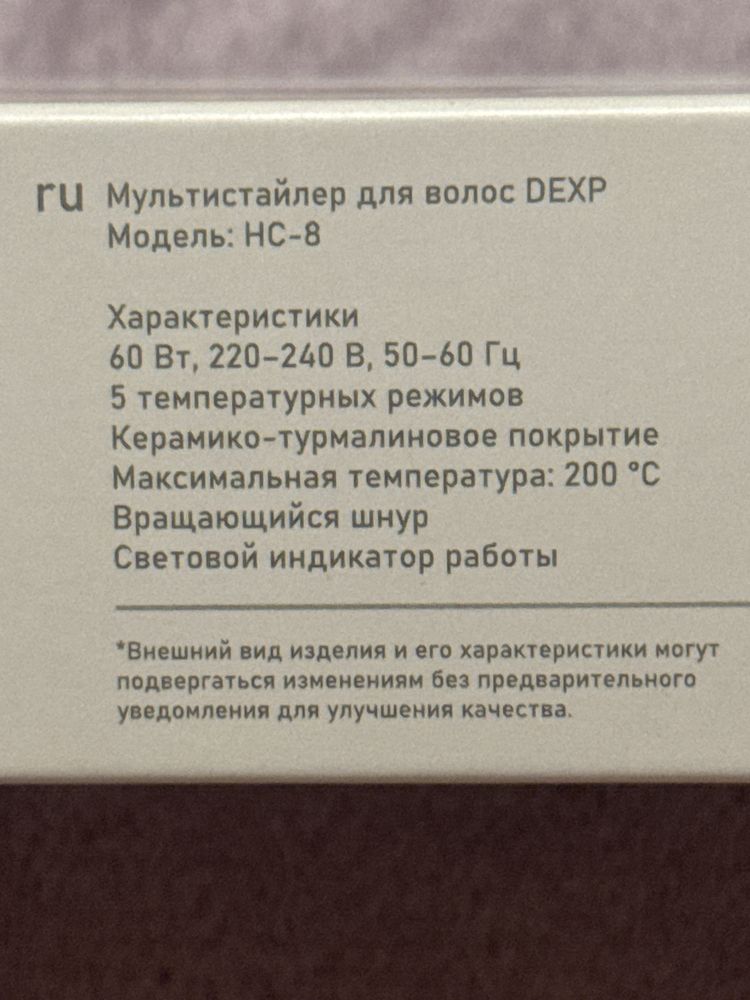 ru Мультистайлер для волос DEXP
Модель: HC-8
Характеристики
60 Вт, 220–240 В, 50–60 Гц
5 температурных режимов
Керамико-турмалиновое покрытие
Максимальная температура: 200 °C
Вращающийся шнур
Световой индикатор работы
*Внешний вид изделия и его характеристики могут
подвергаться изменениям без предварительного
уведомления для улучшения качества.